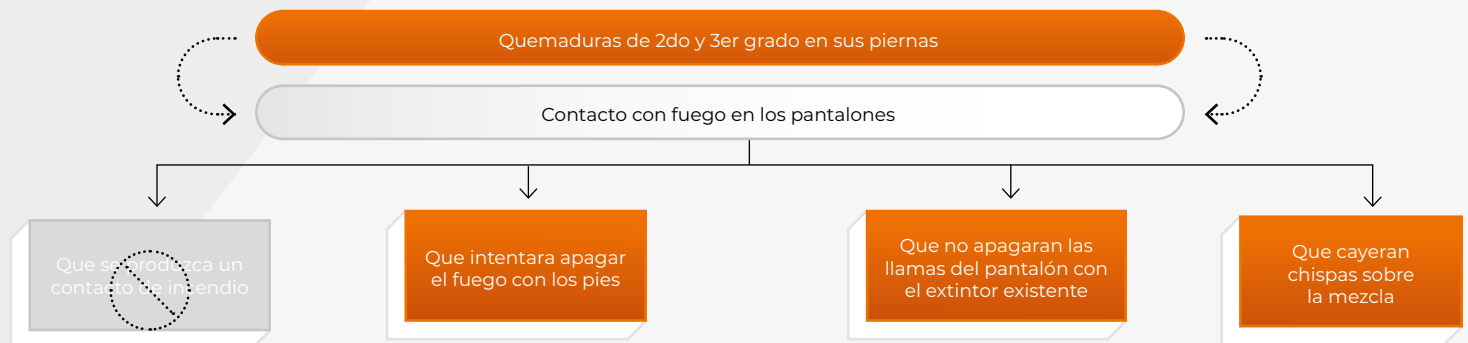 Quemaduras de 2do y 3er grado en sus piernas
Contacto con fuego en los pantalones
Que se produzca un
contacto de incendio
Que intentara apagar
el fuego con los pies
Que no apagaran las
llamas del pantalón con
el extintor existente
Que cayeran
chispas sobre
la mezcla